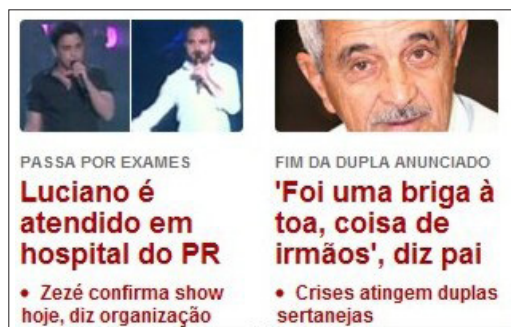 PASSA POR EXAMES
Luciano é
atendido em
hospital do PR
• Zezé confirma show
hoje, diz organização
FIM DA DUPLA ANUNCIADO
'Foi uma briga à
toa, coisa de
irmãos', diz pai
• Crises atingem duplas
sertanejas